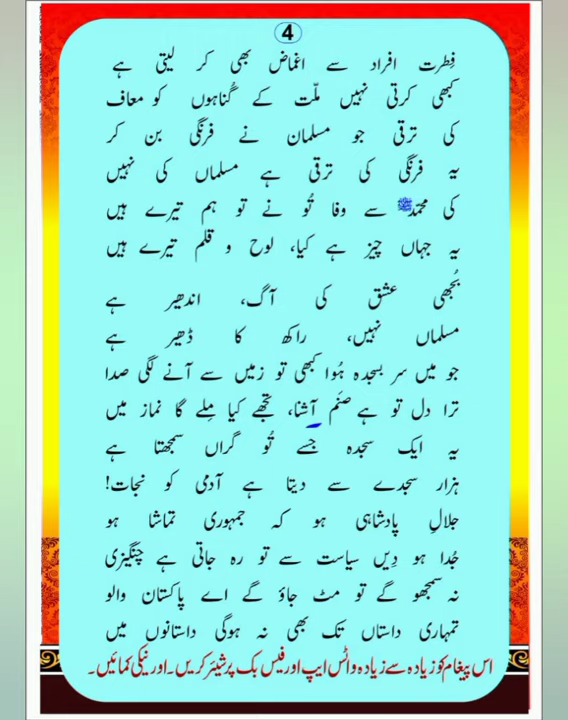 4
فِطرت افراد سے اغماض بھی کر لیتی ہے
کبھی کرتی نہیں ملّت کے گُناہوں کو معاف
کی ترقی جو مسلمان نے فرنگی بن کر
یہ فرنگی کی ترقی ہے مسلماں کی نہیں
کی محمدﷺ سے وفا تُو نے تو ہم تیرے ہیں
یہ جہاں چیز ہے کیا، لوح و قلم تیرے ہیں
بُجھی عشق کی آگ، اندھیر ہے
مسلماں نہیں، راکھ کا ڈھیر ہے
جو میں سر بسجدہ ہُوا کبھی تو زمیں سے آنے لگی صدا
ترا دل تو ہے صنَم آشنا، تجھے کیا مِلے گا نماز میں
یہ ایک سجدہ جسے تُو گراں سمجھتا ہے
ہزار سجدے سے دیتا ہے آدمی کو نجات!
جلالِ پادشاہی ہو کہ جمہوری تماشا ہو
جُدا ہو دِیں سیاست سے تو رہ جاتی ہے چنگیزی
نہ سمجھو گے تو مٹ جاؤ گے اے پاکستان والو
تمہاری داستاں تک بھی نہ ہوگی داستانوں میں
اس پیغام کو زیادہ سے زیادہ واٹس ایپ اور فیس بک پر شیئر کریں۔ اور نیکی کمائیں۔